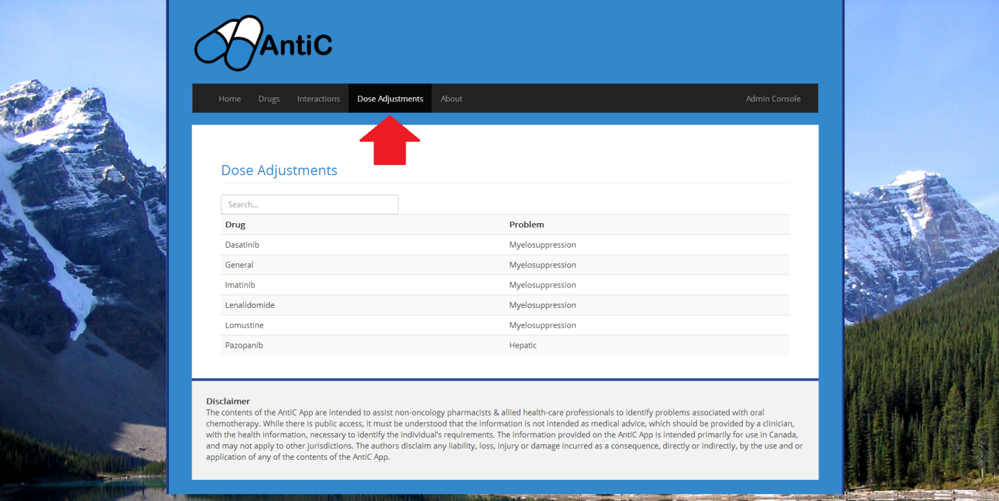 AntiC
Home Drugs Interactions Dose Adjustments About Admin Console
Dose Adjustments
Search...
Drug Problem
Dasatinib Myelosuppression
General Myelosuppression
Imatinib Myelosuppression
Lenalidomide Myelosuppression
Lomustine Myelosuppression
Pazopanib Hepatic
Disclaimer
The contents of the AntiC App are intended to assist non-oncology pharmacists & allied health-care professionals to identify problems associated with oral
chemotherapy. While there is public access, it must be understood that the information is not intended as medical advice, which should be provided by a clinician,
with the health information, necessary to identify the individual's requirements. The information provided on the AntiC App is intended primarily for use in Canada,
and may not apply to other jurisdictions. The authors disclaim any liability, loss, injury or damage incurred as a consequence, directly or indirectly, by the use and or
application of any of the contents of the AntiC App.